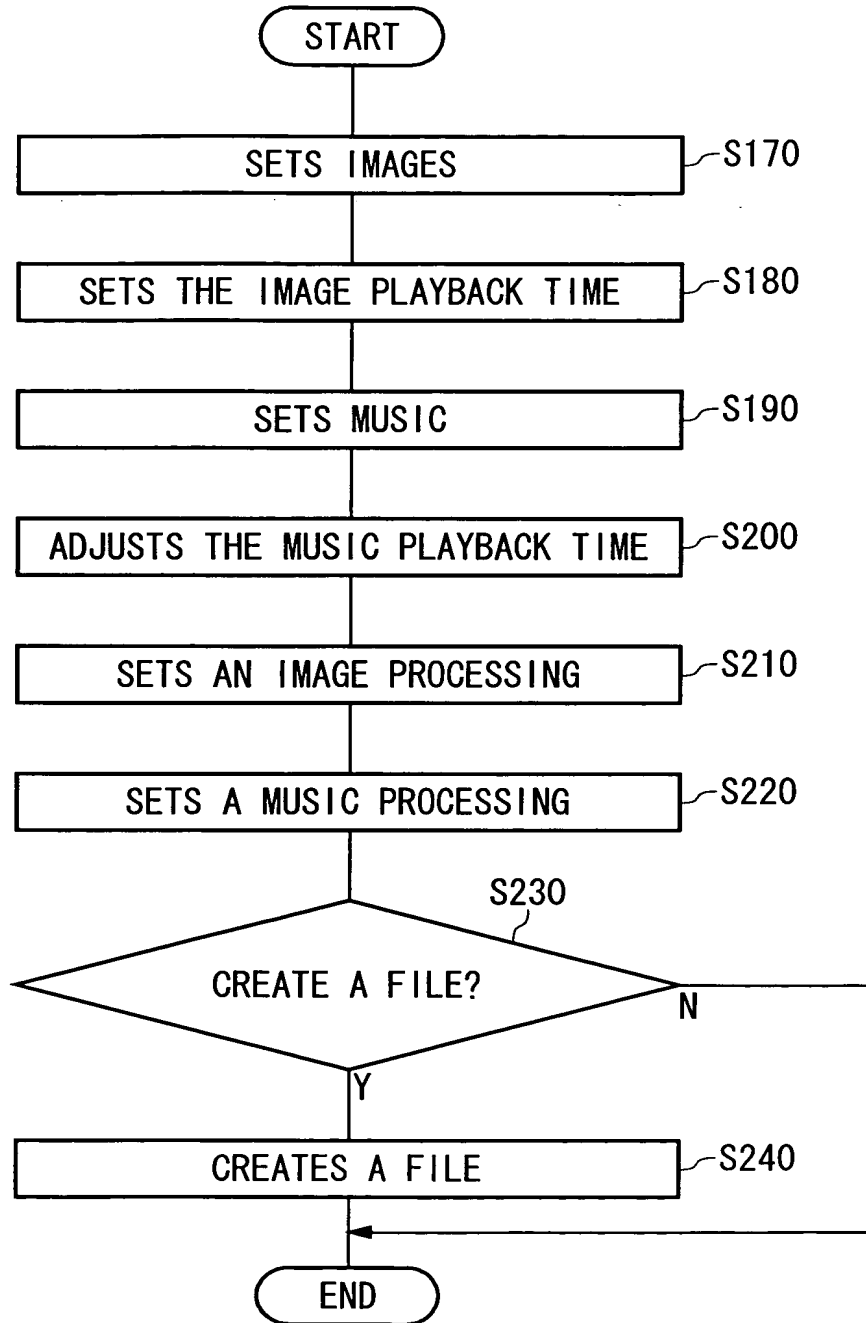 START
SETS IMAGES
S170
SETS THE IMAGE PLAYBACK TIME
S180
SETS MUSIC
S190
ADJUSTS THE MUSIC PLAYBACK TIME
S200
SETS AN IMAGE PROCESSING
S210
SETS A MUSIC PROCESSING
S220
S230
CREATE A FILE?
N
Y
CREATES A FILE
S240
END